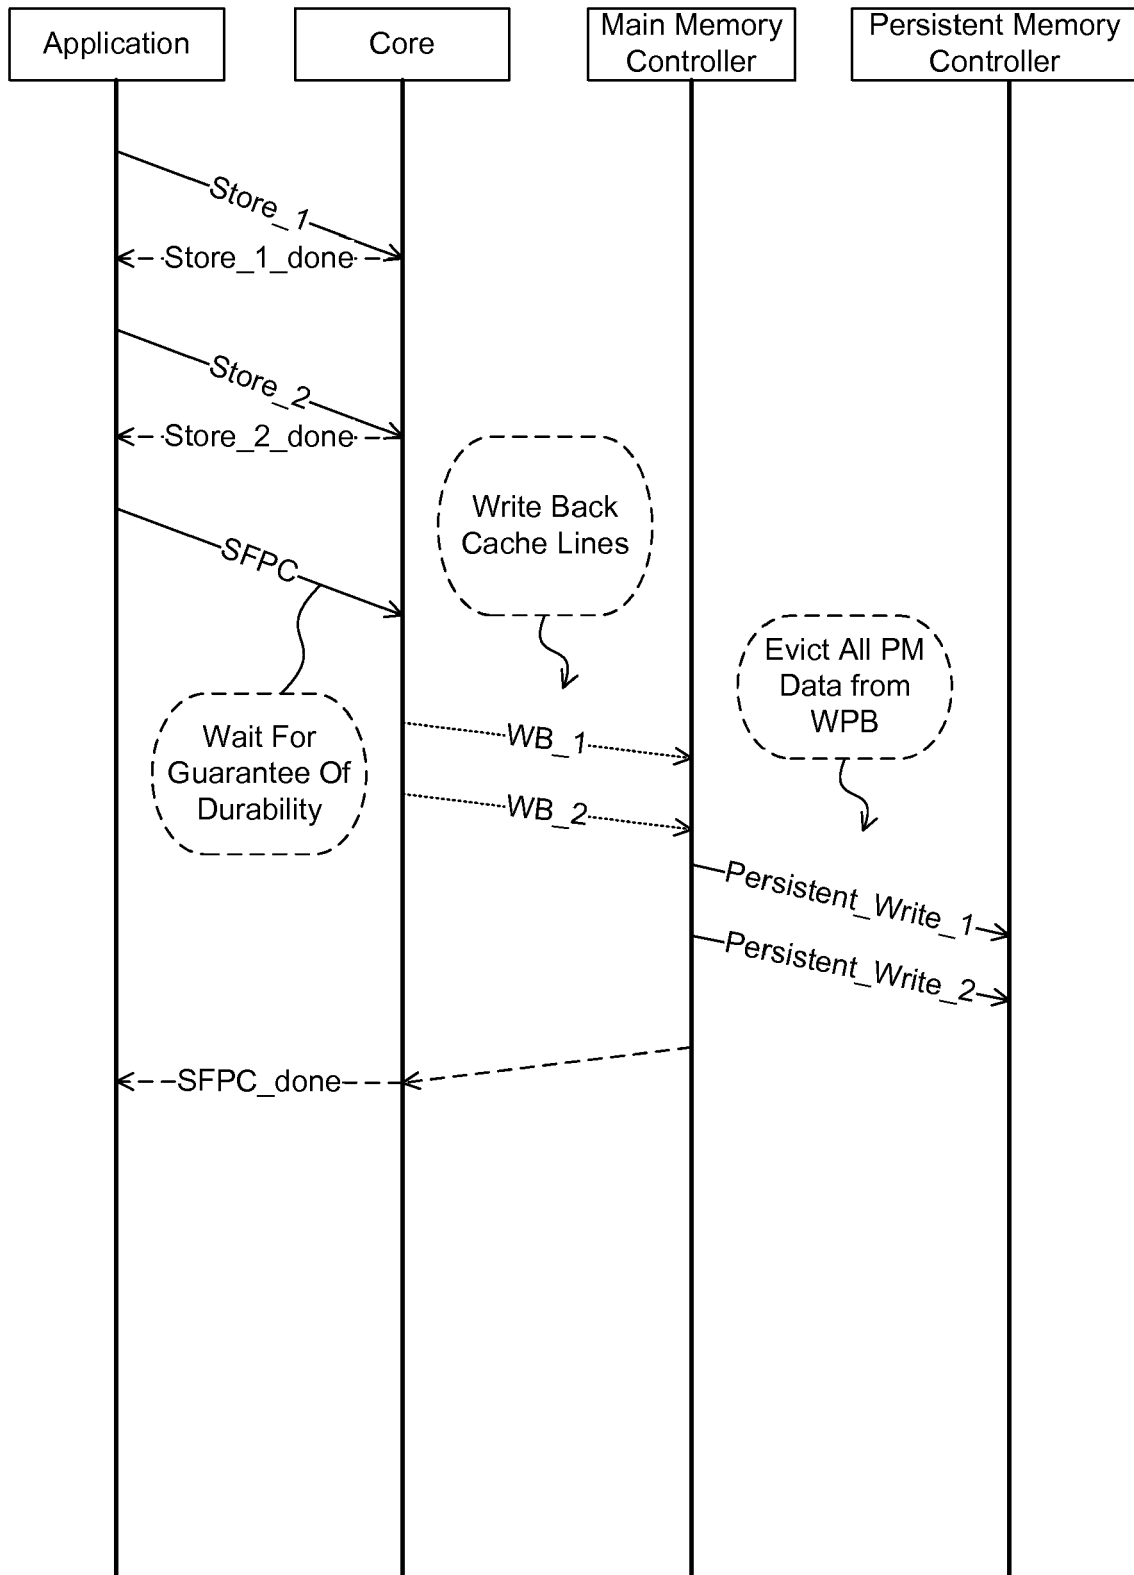 Application
Core
Main Memory
Controller
Persistent Memory
Controller
Store_1
Store_1_done
Store_2
Store_2_done
Write Back
Cache Lines
SFPC
Evict All PM
Data from
WPB
Wait For
Guarantee Of
Durability
WB_1
WB_2
Persistent_Write_1
Persistent_Write_2
SFPC_done